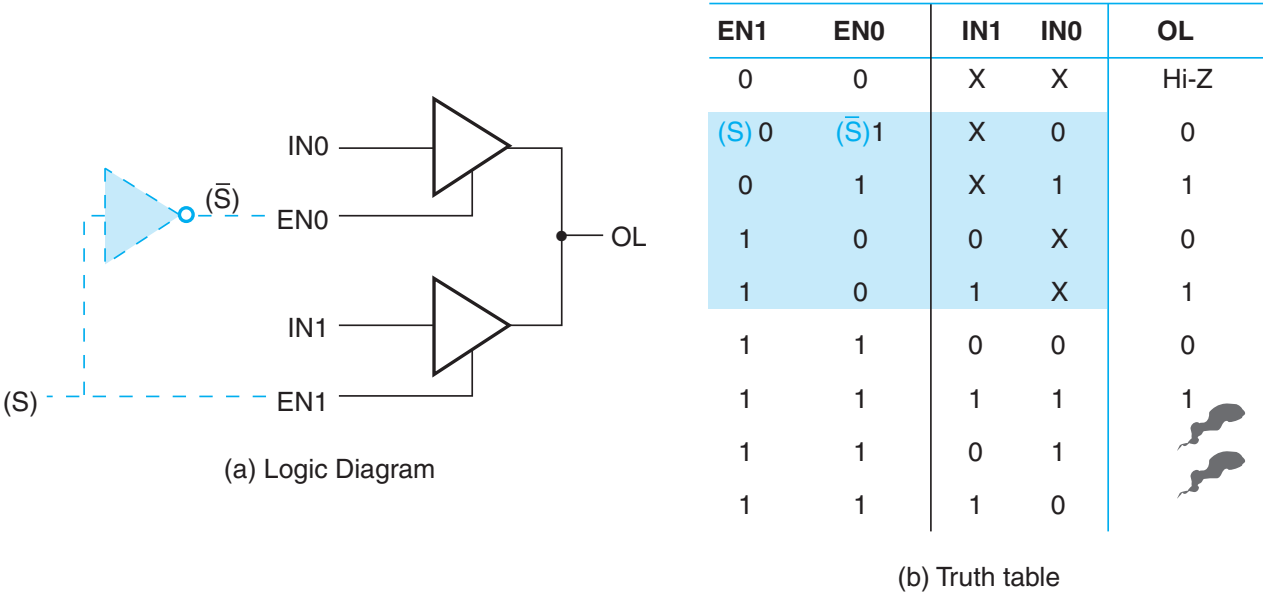 IN0
(S̅)
EN0
OL
IN1
(S)
EN1
(a) Logic Diagram
EN1 EN0 IN1 IN0 OL
0 0 X X Hi-Z
(S) 0 (S̅) 1 X 0 0
0 1 X 1 1
1 0 0 X 0
1 0 1 X 1
1 1 0 0 0
1 1 1 1 1
1 1 0 1
1 1 1 0
(b) Truth table